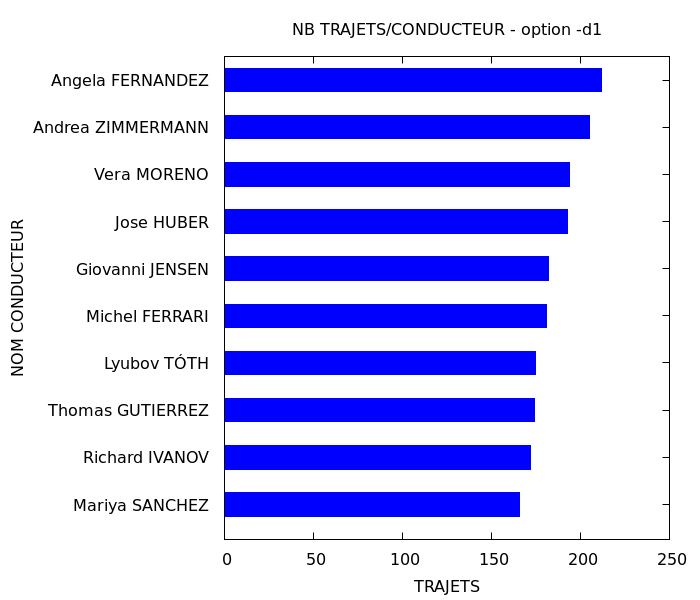 NB TRAJETS/CONDUCTEUR - option -d1
Angela FERNANDEZ
Andrea ZIMMERMANN
Vera MORENO
Jose HUBER
Giovanni JENSEN
Michel FERRARI
Lyubov TÓTH
Thomas GUTIERREZ
Richard IVANOV
Mariya SANCHEZ
NOM CONDUCTEUR
0 50 100 150 200 250
TRAJETS